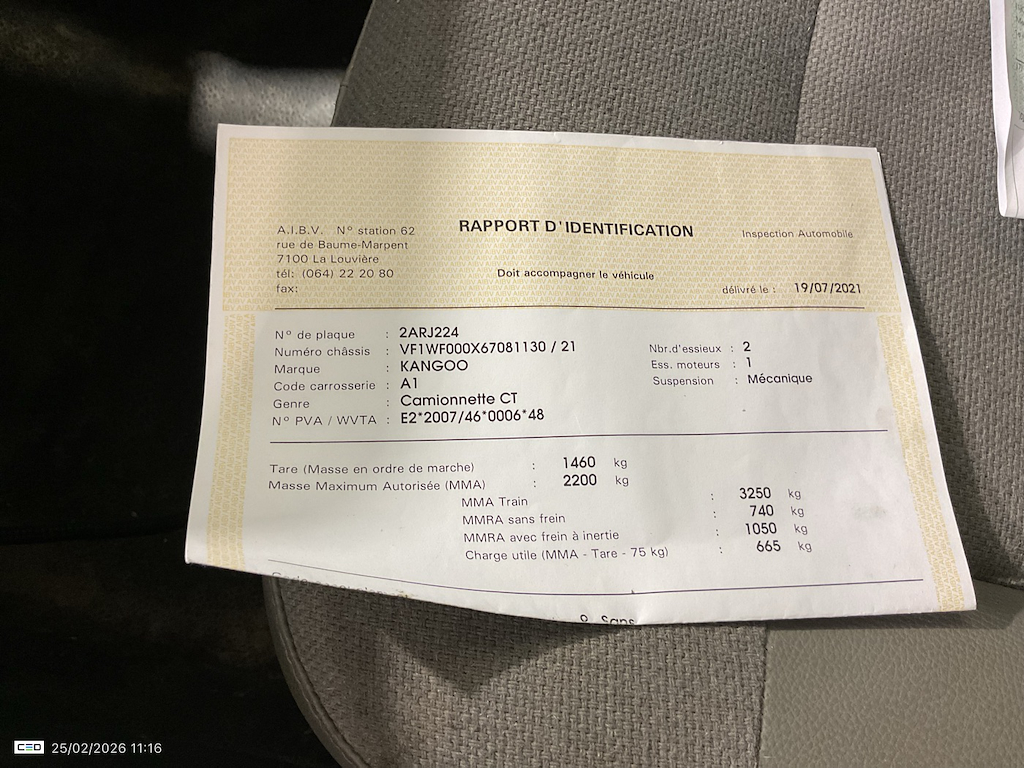 RAPPORT D'IDENTIFICATION
A.I.B.V. N° station 62
rue de Baume-Marpent
7100 La Louvière
tél: (064) 22 20 80
fax:
Inspection Automobile
Doit accompagner le véhicule
délivré le : 19/07/2021
N° de plaque : 2ARJ224
Numéro châssis : VF1WF000X67081130 / 21
Marque : KANGOO
Code carrosserie : A1
Genre : Camionnette CT
N° PVA / WVTA : E2*2007/46*0006*48
Nbr.d'essieux : 2
Ess. moteurs : 1
Suspension : Mécanique
Tare (Masse en ordre de marche) : 1460 kg
Masse Maximum Autorisée (MMA) : 2200 kg
MMA Train : 3250 kg
MMRA sans frein : 740 kg
MMRA avec frein à inertie : 1050 kg
Charge utile (MMA - Tare - 75 kg) : 665 kg
Sans
CEO 25/02/2026 11:16